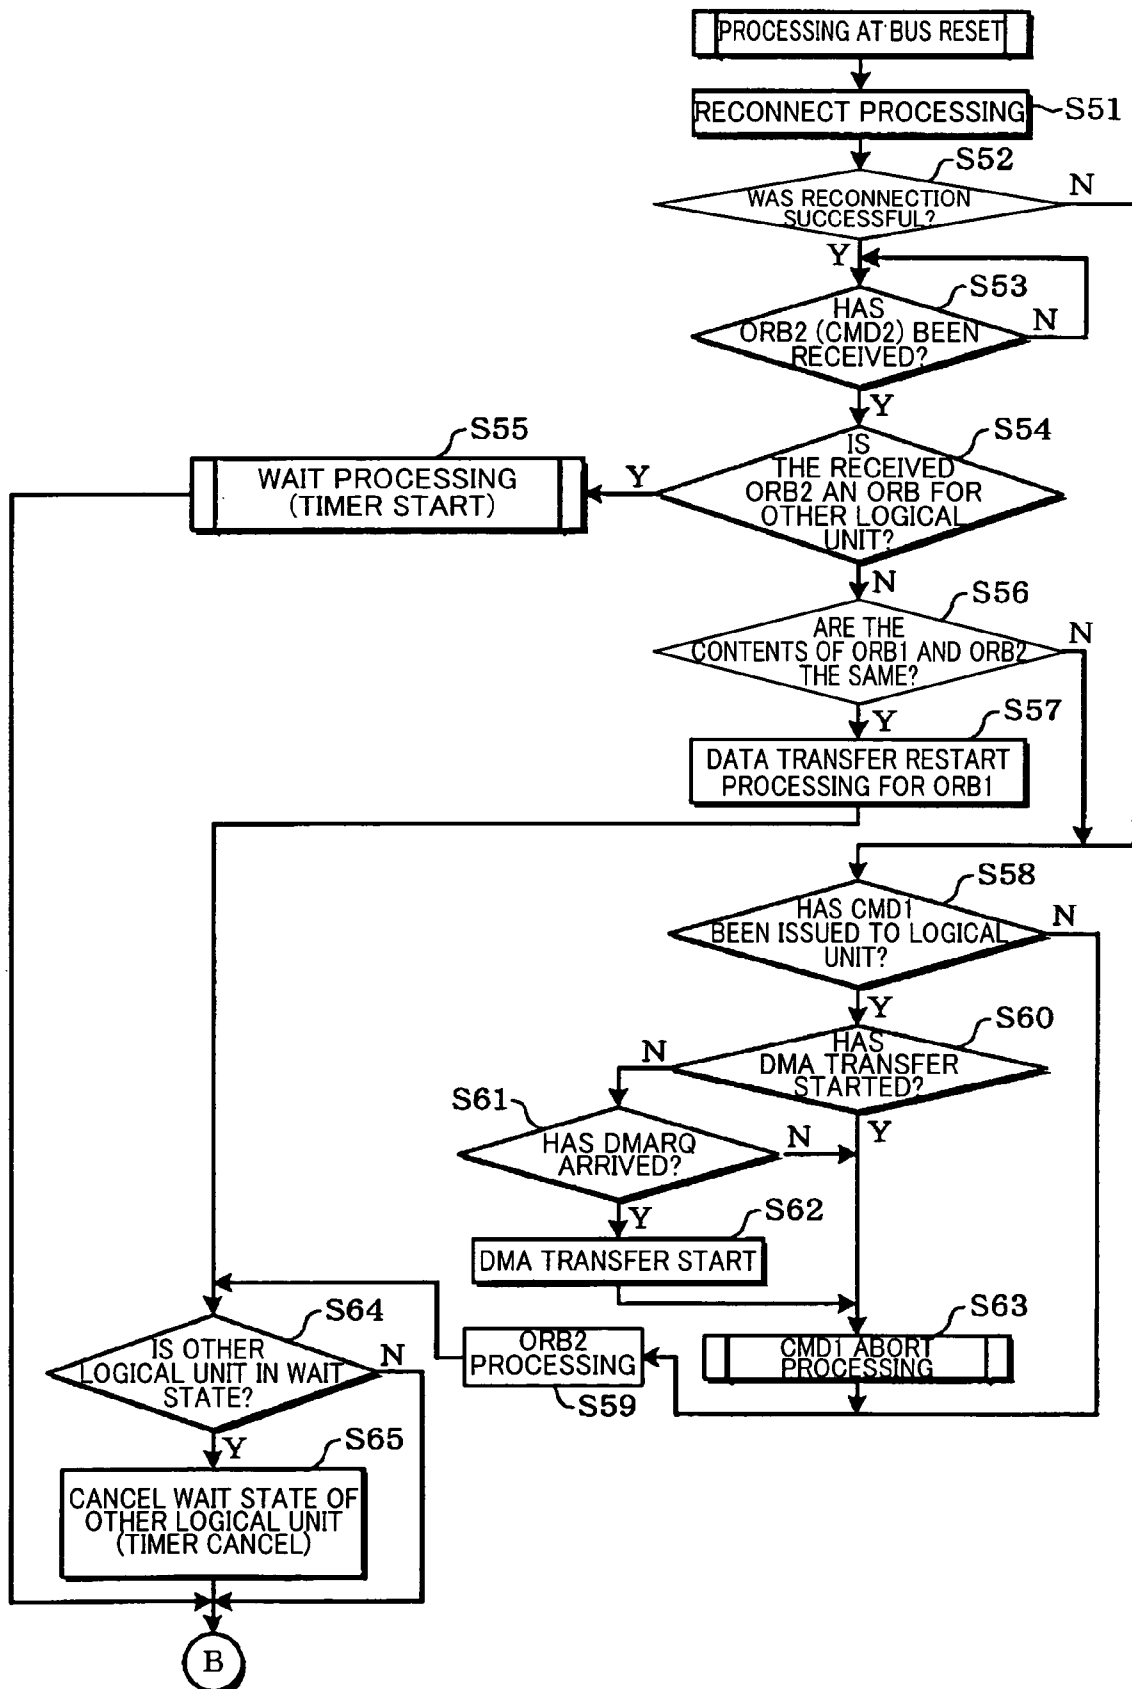 PROCESSING AT BUS RESET
RECONNECT PROCESSING
S51
S52
WAS RECONNECTION
SUCCESSFUL?
N
Y
S53
HAS
ORB2 (CMD2) BEEN
RECEIVED?
N
Y
S54
IS
THE RECEIVED
ORB2 AN ORB FOR
OTHER LOGICAL
UNIT?
Y
S55
WAIT PROCESSING
(TIMER START)
N
S56
ARE THE
CONTENTS OF ORB1 AND ORB2
THE SAME?
N
Y
S57
DATA TRANSFER RESTART
PROCESSING FOR ORB1
S58
HAS CMD1
BEEN ISSUED TO LOGICAL
UNIT?
N
Y
S60
HAS
DMA TRANSFER
STARTED?
N
Y
S61
HAS DMARQ
ARRIVED?
N
Y
S62
DMA TRANSFER START
S63
CMD1 ABORT
PROCESSING
ORB2
PROCESSING
S59
S64
IS OTHER
LOGICAL UNIT IN WAIT
STATE?
N
Y
S65
CANCEL WAIT STATE OF
OTHER LOGICAL UNIT
(TIMER CANCEL)
B